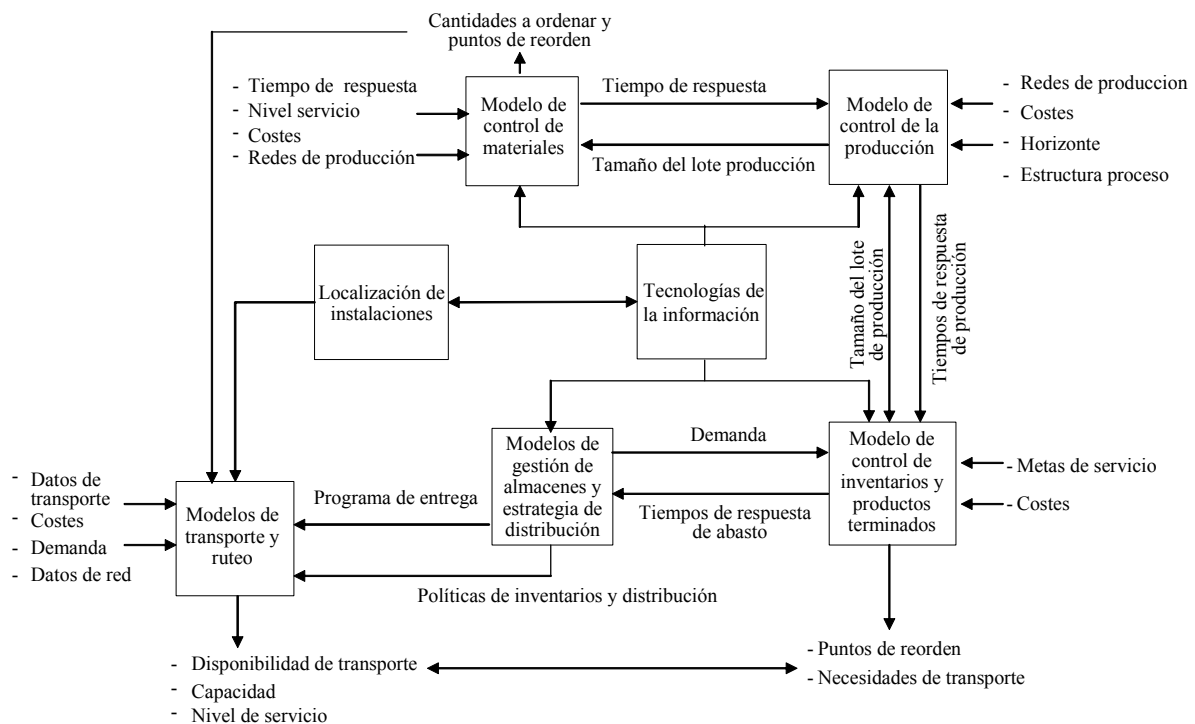 Cantidades a ordenar y
puntos de reorden
- Tiempo de respuesta
- Nivel servicio
- Costes
- Redes de producción
Modelo de
control de
materiales
Tiempo de respuesta
Tamaño del lote producción
Modelo de
control de la
producción
- Redes de produccion
- Costes
- Horizonte
- Estructura proceso
Localización de
instalaciones
Tecnologías de
la información
Tamaño del lote
de producción
Tiempos de respuesta
de producción
- Datos de
transporte
- Costes
- Demanda
- Datos de red
Modelos de
transporte y
ruteo
Programa de entrega
Modelos de
gestión de
almacenes y
estrategia de
distribución
Demanda
Tiempos de respuesta
de abasto
Modelo de
control de
inventarios y
productos
terminados
- Metas de servicio
- Costes
Políticas de inventarios y distribución
- Disponibilidad de transporte
- Capacidad
- Nivel de servicio
- Puntos de reorden
- Necesidades de transporte